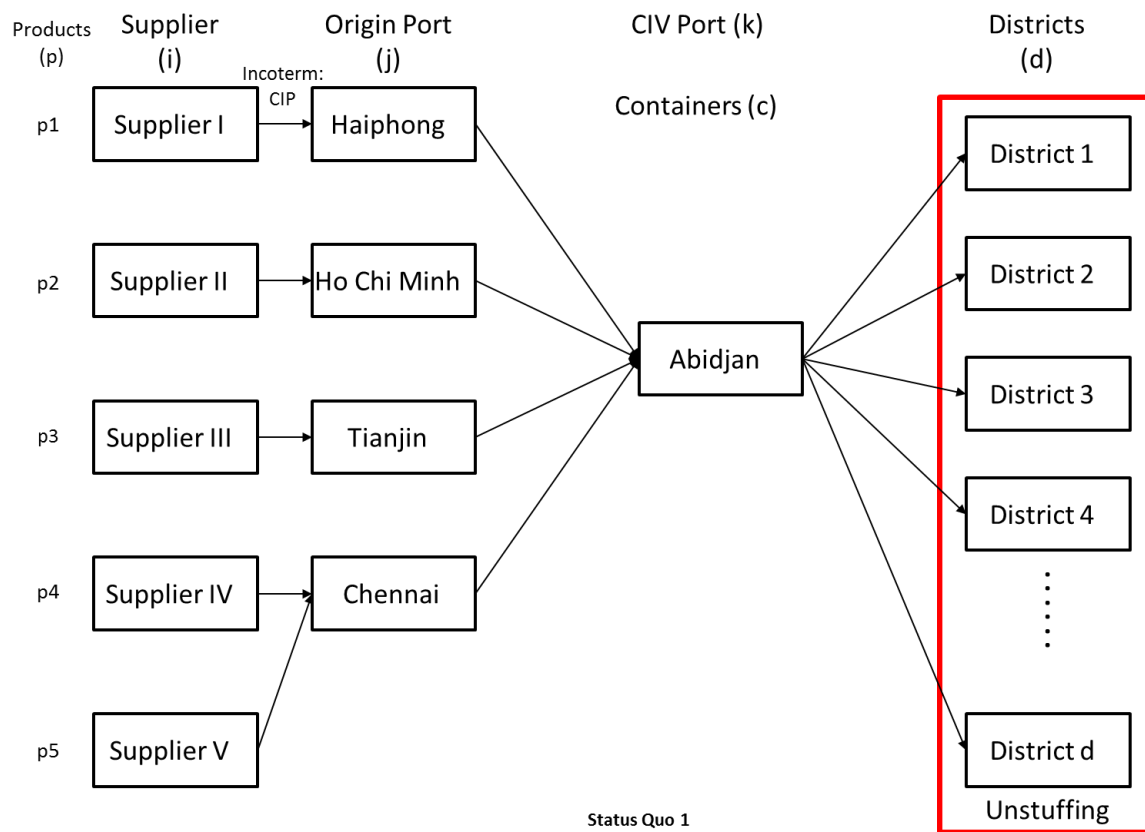 Products
(p)
Supplier
(i)
Origin Port
(j)
CIV Port (k)
Districts
(d)
Incoterm:
CIP
Containers (c)
p1
Supplier I
Haiphong
District 1
p2
Supplier II
Ho Chi Minh
District 2
Abidjan
District 3
p3
Supplier III
Tianjin
District 4
p4
Supplier IV
Chennai
p5
Supplier V
District d
Unstuffing
Status Quo 1